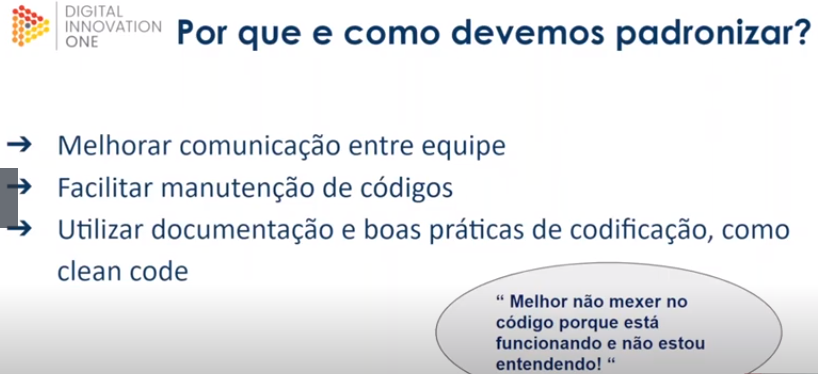 DIGITAL
INNOVATION
ONE
Por que e como devemos padronizar?
➔ Melhorar comunicação entre equipe
➔ Facilitar manutenção de códigos
➔ Utilizar documentação e boas práticas de codificação, como
clean code
“ Melhor não mexer no
código porque está
funcionando e não estou
entendendo! “